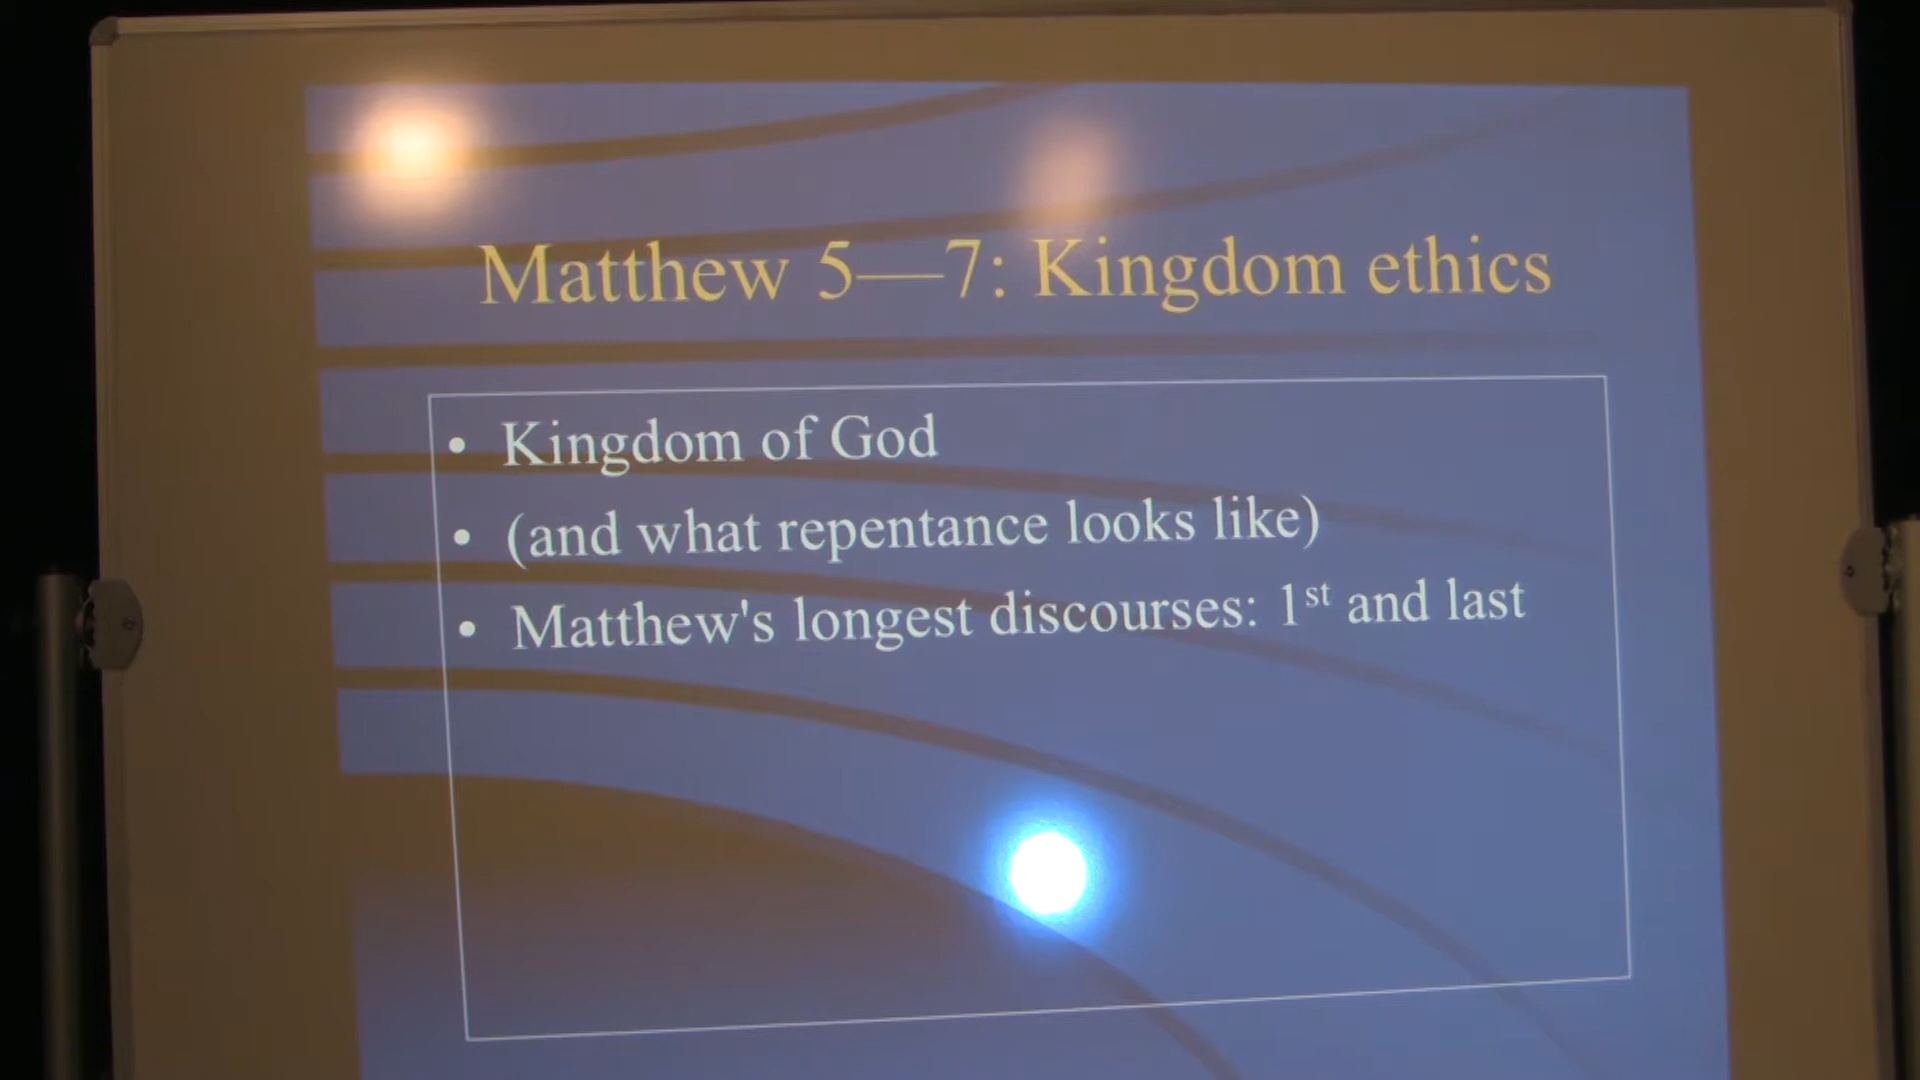 Matthew 5—7: Kingdom ethics
• Kingdom of God
• (and what repentance looks like)
• Matthew's longest discourses: 1st and last